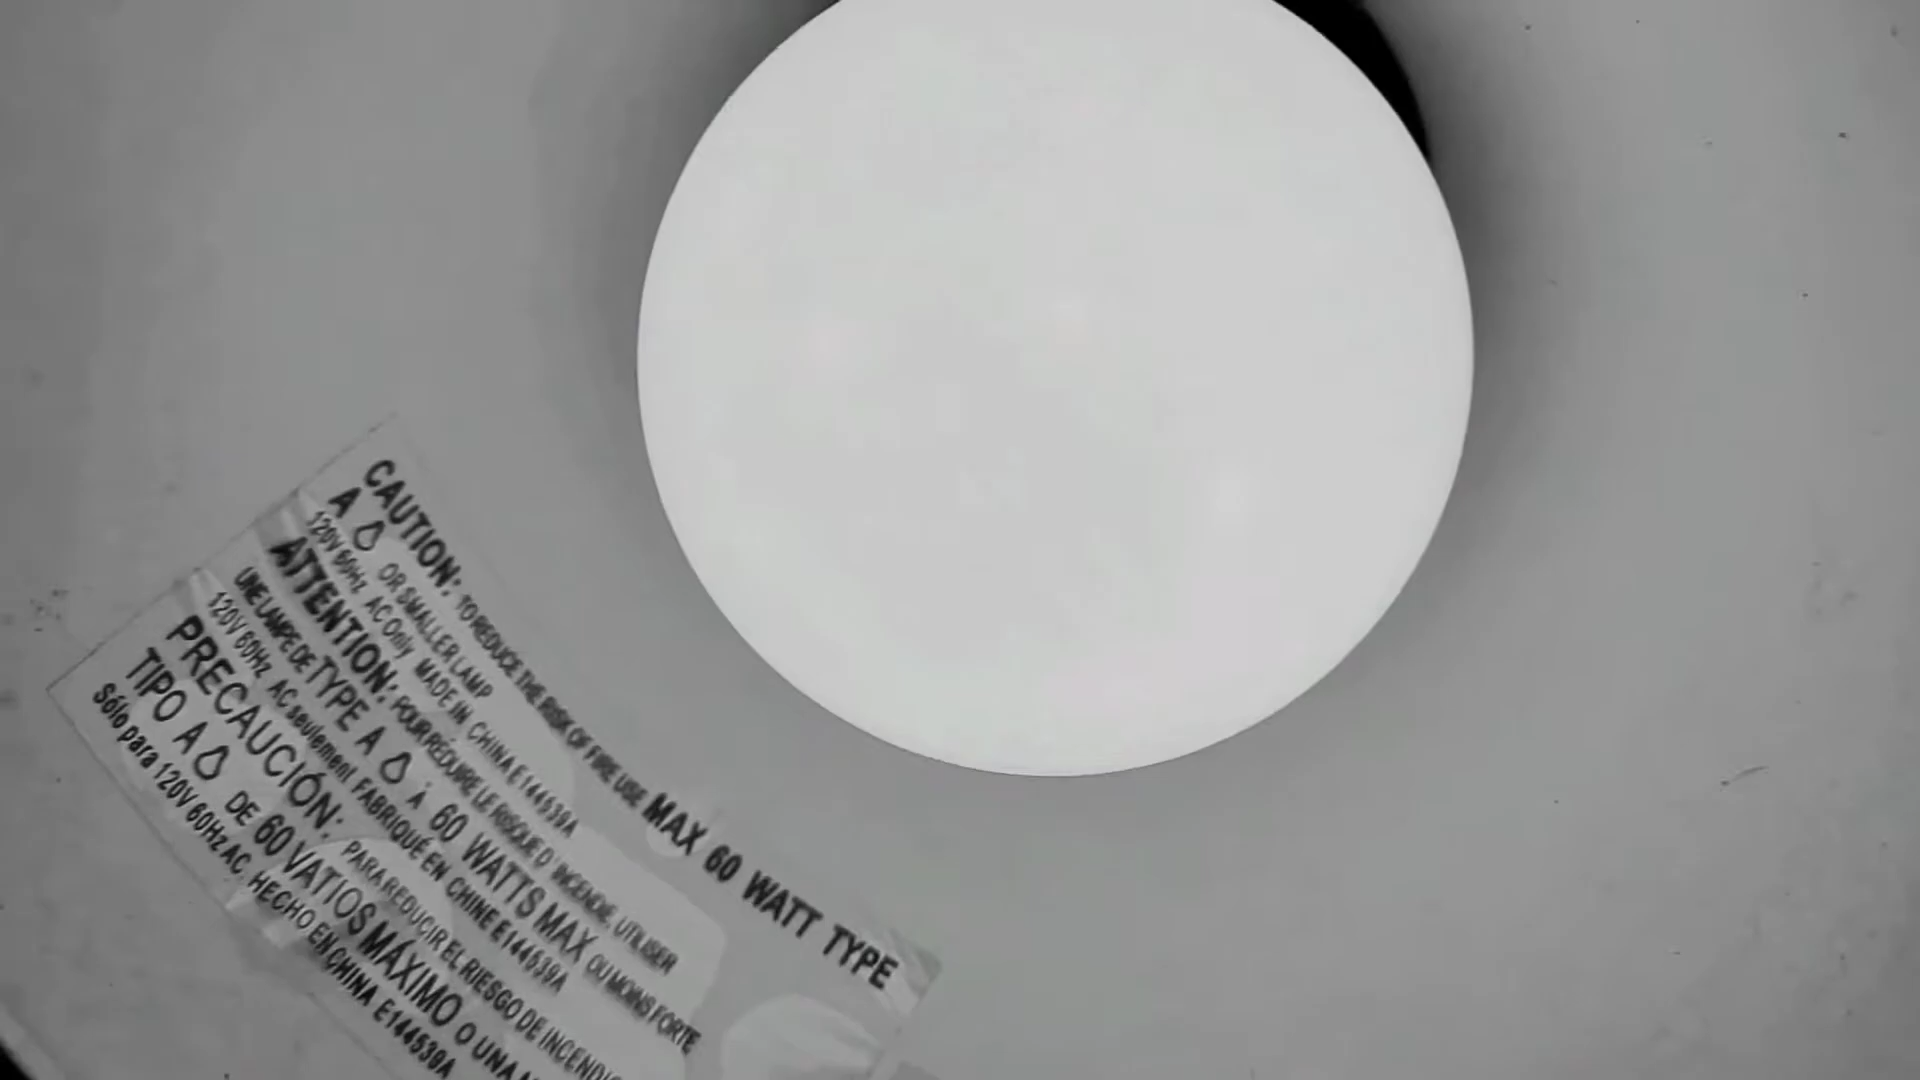 CAUTION: TO REDUCE THE RISK OF FIRE USE MAX 60 WATT TYPE
A OR SMALLER LAMP
120V 60Hz AC Only MADE IN CHINA E144539A
ATTENTION: POUR RÉDUIRE LE RISQUE D'INCENDIE, UTILISER
UNE LAMPE DE TYPE A À 60 WATTS MAX OU MOINS FORTE
120V 60Hz AC seulement FABRIQUÉ EN CHINE E144539A
PRECAUCIÓN: PARA REDUCIR EL RIESGO DE INCENDIO
TIPO A DE 60 VATIOS MÁXIMO O UNA
Sólo para 120V 60Hz AC HECHO EN CHINA E144539A